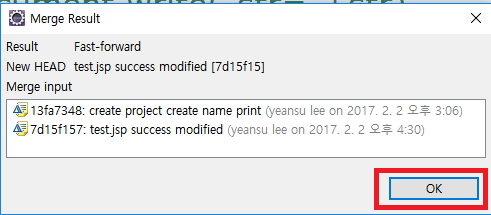 Merge Result
Result Fast-forward
New HEAD test.jsp success modified [7d15f15]
Merge input
13fa7348: create project create name print (yeansu lee on 2017. 2. 2 오후 3:06)
7d15f157: test.jsp success modified (yeansu lee on 2017. 2. 2 오후 4:30)
OK